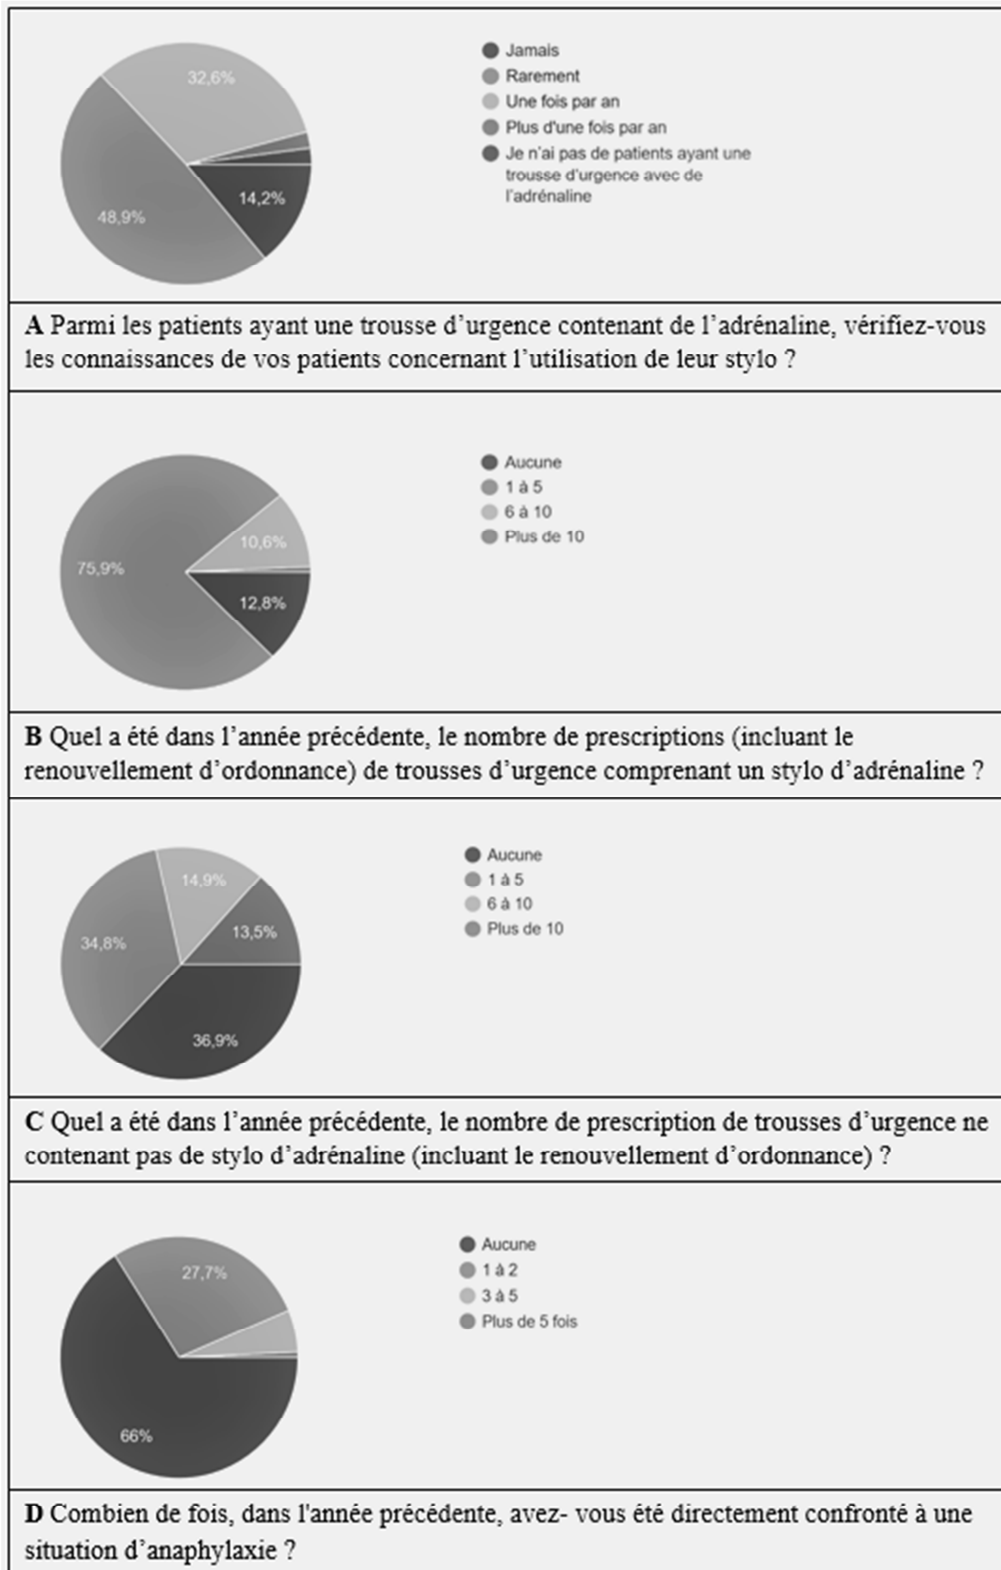 32,6%
48,9%
14,2%
Jamais
Rarement
Une fois par an
Plus d'une fois par an
Je n'ai pas de patients ayant une
trousse d'urgence avec de
l'adrénaline
A Parmi les patients ayant une trousse d’urgence contenant de l’adrénaline, vérifiez-vous
les connaissances de vos patients concernant l’utilisation de leur stylo ?
75,9%
10,6%
12,8%
Aucune
1 à 5
6 à 10
Plus de 10
B Quel a été dans l’année précédente, le nombre de prescriptions (incluant le
renouvellement d’ordonnance) de trousses d’urgence comprenant un stylo d’adrénaline ?
14,9%
34,8%
13,5%
36,9%
Aucune
1 à 5
6 à 10
Plus de 10
C Quel a été dans l’année précédente, le nombre de prescription de trousses d’urgence ne
contenant pas de stylo d’adrénaline (incluant le renouvellement d’ordonnance) ?
27,7%
66%
Aucune
1 à 2
3 à 5
Plus de 5 fois
D Combien de fois, dans l'année précédente, avez- vous été directement confronté à une
situation d’anaphylaxie ?